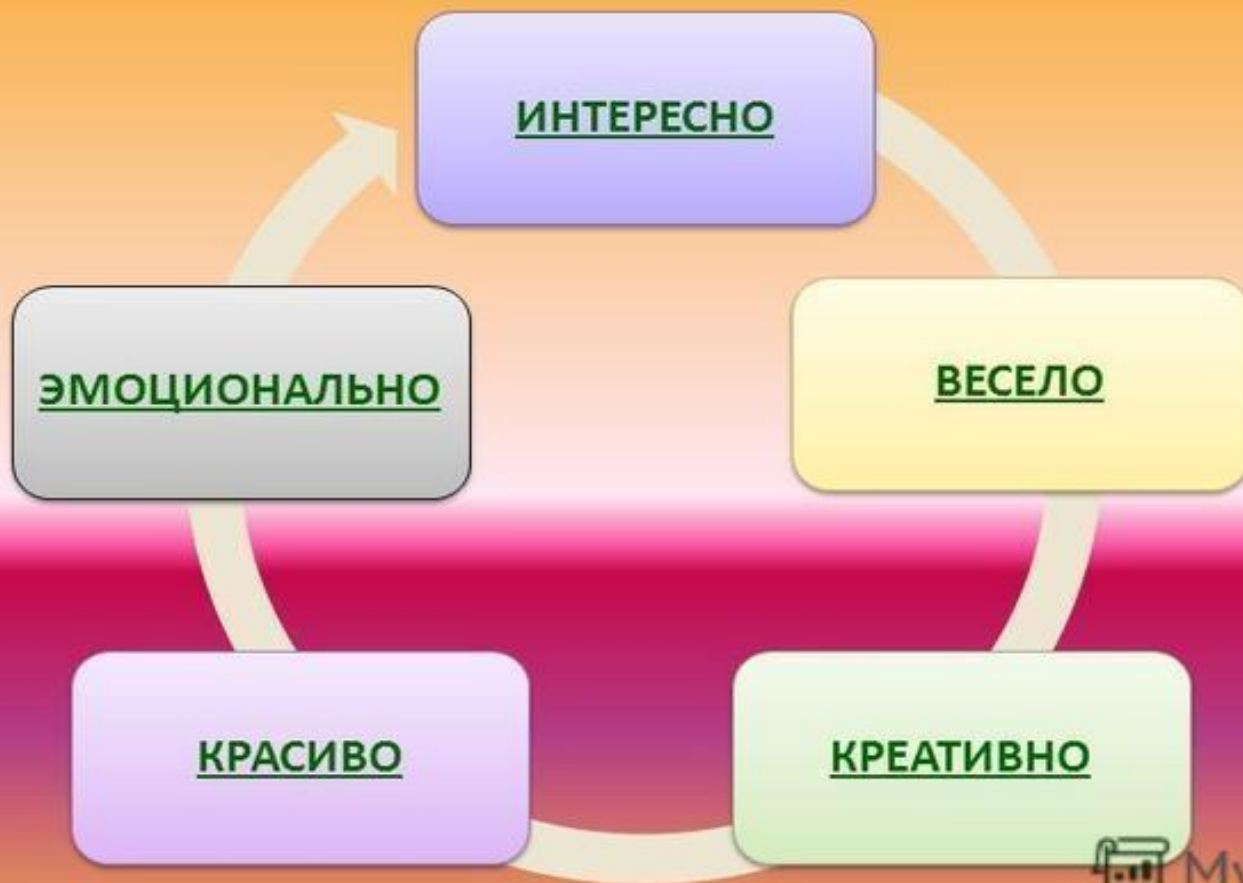 ИНТЕРЕСНО
ВЕСЕЛО
КРЕАТИВНО
КРАСИВО
ЭМОЦИОНАЛЬНО